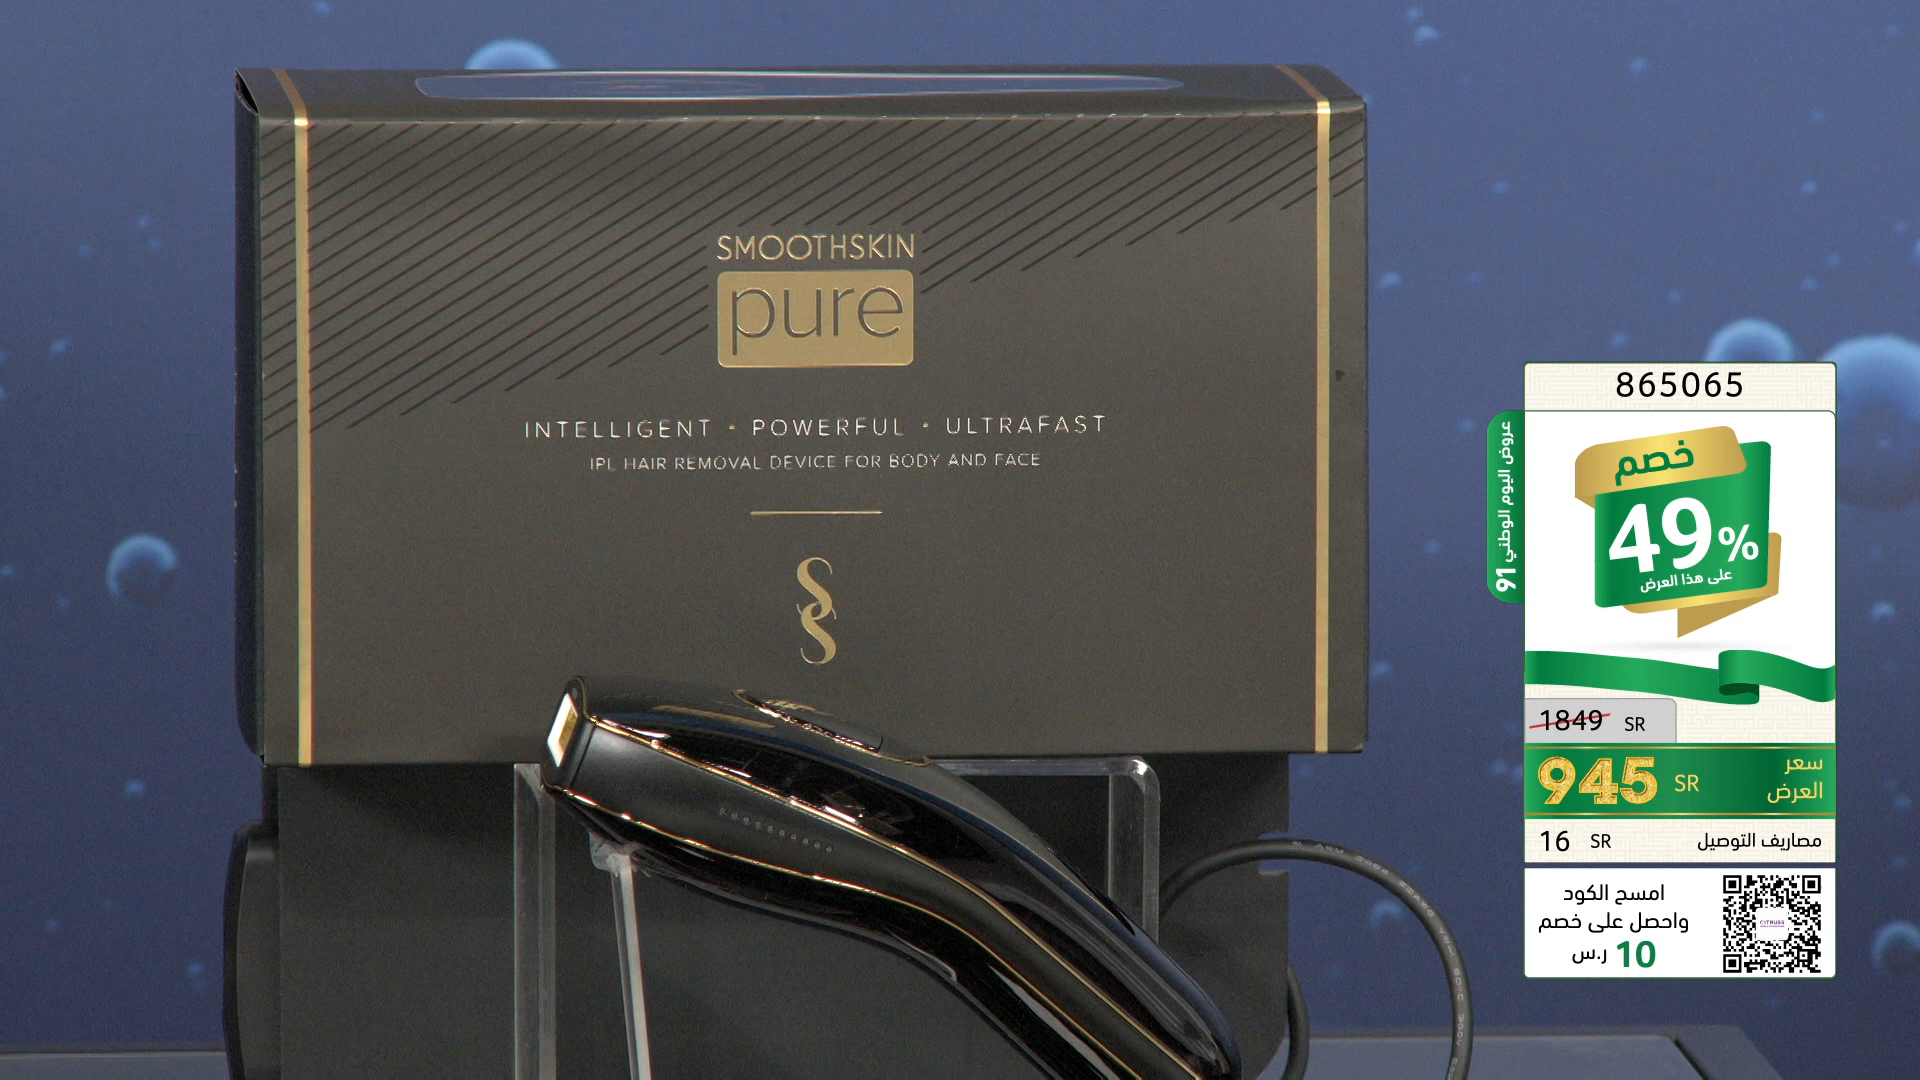 SMOOTHSKIN
pure
INTELLIGENT · POWERFUL · ULTRAFAST
IPL HAIR REMOVAL DEVICE FOR BODY AND FACE
865065
عروض اليوم الوطني 91
خصم
49%
على هذا العرض
1849 SR
سعر
العرض
945 SR
مصاريف التوصيل
16 SR
امسح الكود
واحصل على خصم
10 ر.س
CITRUSS